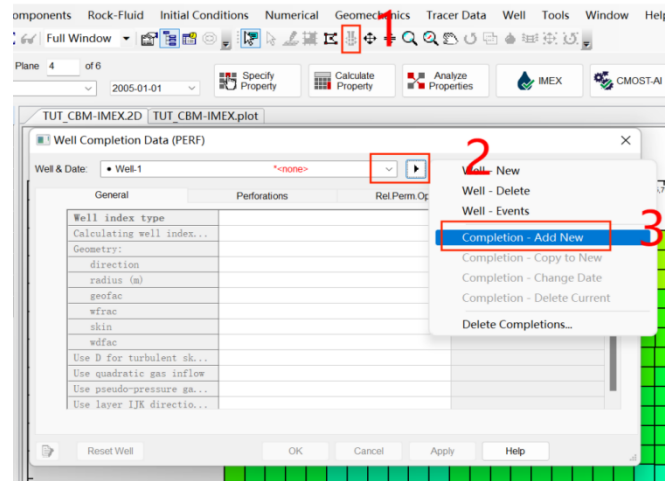 omponents Rock-Fluid Initial Conditions Numerical Geomechanics Tracer Data Well Tools Window Help
1
Full Window
Plane 4 of 6
2005-01-01
Specify Property
Calculate Property
Analyze Properties
IMEX
CMOST-AI
TUT_CBM-IMEX.2D TUT_CBM-IMEX.plot
Well Completion Data (PERF)
2
Well & Date: Well-1 *<none>
General Perforations Rel.Perm.Op
Well index type
Calculating well index...
Geometry:
direction
radius (m)
geofac
wfrac
skin
wdfac
Use D for turbulent sk...
Use quadratic gas inflow
Use pseudo-pressure ga...
Use layer IJK directio...
Well - New
Well - Delete
Well - Events
Completion - Add New
3
Completion - Copy to New
Completion - Change Date
Completion - Delete Current
Delete Completions...
Reset Well OK Cancel Apply Help